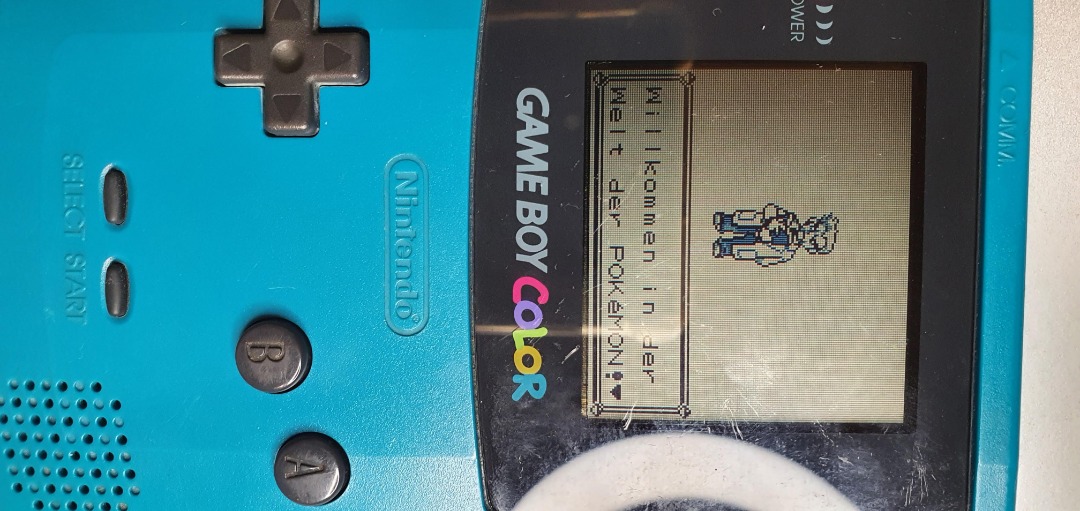 COMM.
POWER
Willkommen in der
Welt der POKéMON!
GAME BOY COLOR
Nintendo®
B
A
SELECT START